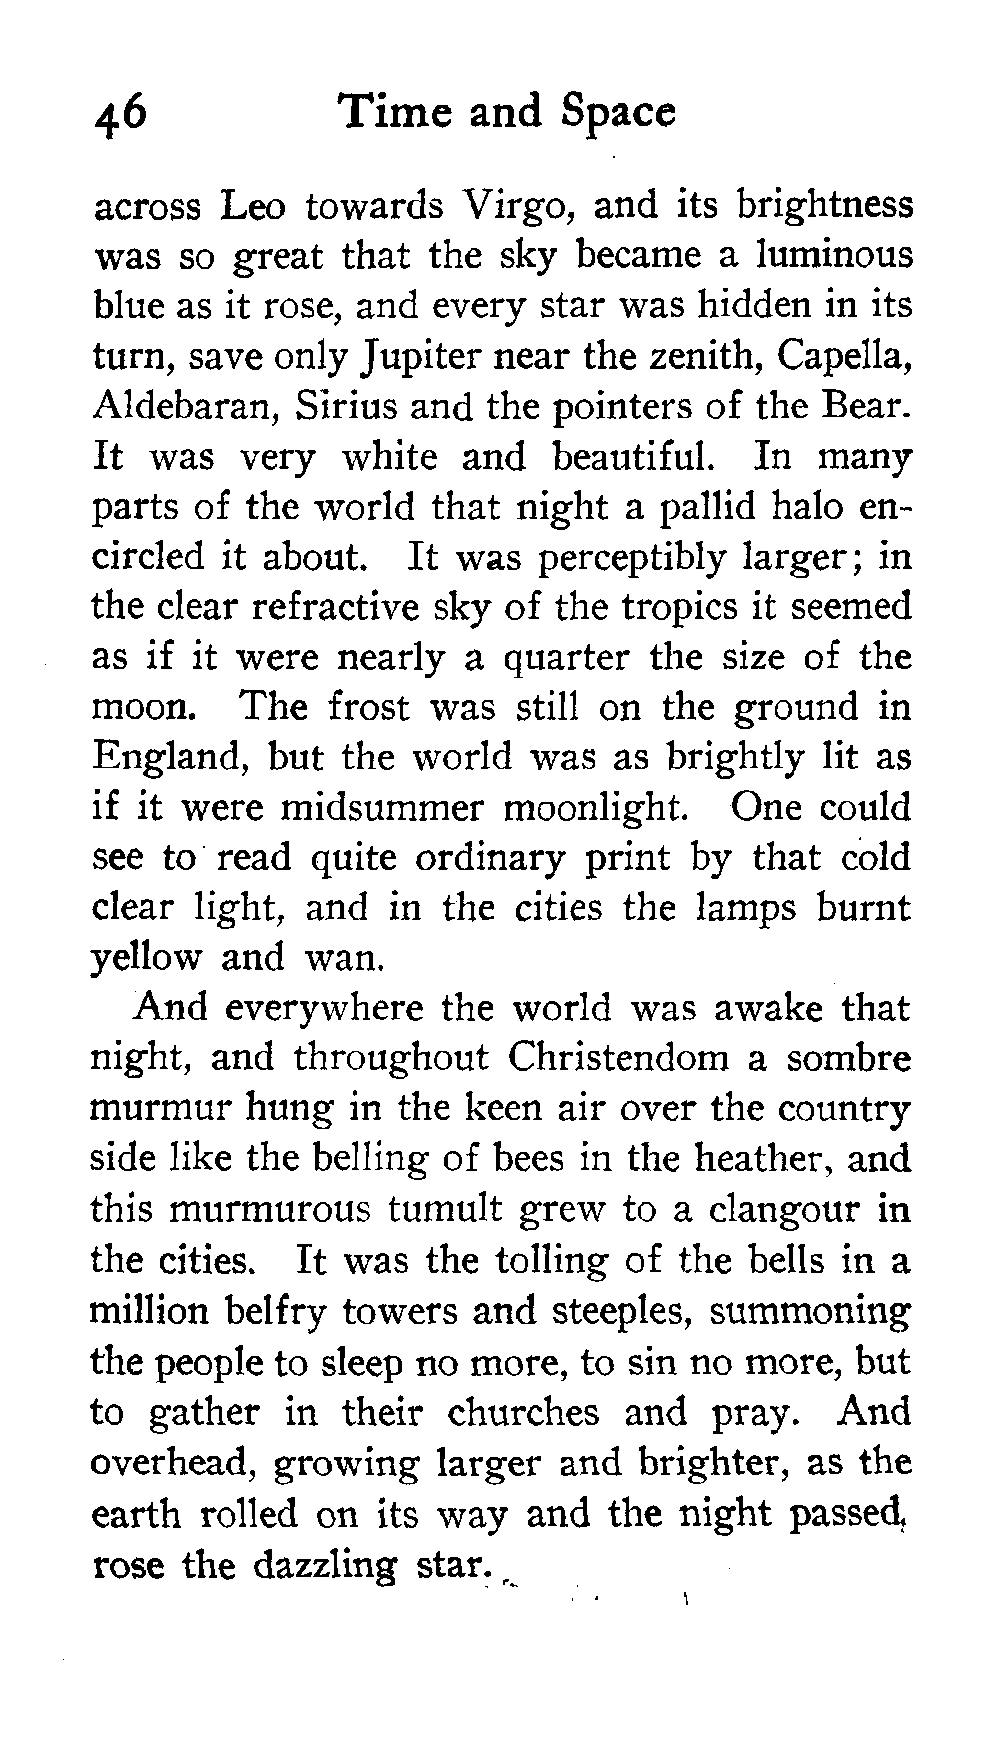 46 Time and Space
across Leo towards Virgo, and its brightness
was so great that the sky became a luminous
blue as it rose, and every star was hidden in its
turn, save only Jupiter near the zenith, Capella,
Aldebaran, Sirius and the pointers of the Bear.
It was very white and beautiful. In many
parts of the world that night a pallid halo en-
circled it about. It was perceptibly larger; in
the clear refractive sky of the tropics it seemed
as if it were nearly a quarter the size of the
moon. The frost was still on the ground in
England, but the world was as brightly lit as
if it were midsummer moonlight. One could
see to read quite ordinary print by that cold
clear light, and in the cities the lamps burnt
yellow and wan.
And everywhere the world was awake that
night, and throughout Christendom a sombre
murmur hung in the keen air over the country
side like the belling of bees in the heather, and
this murmurous tumult grew to a clangour in
the cities. It was the tolling of the bells in a
million belfry towers and steeples, summoning
the people to sleep no more, to sin no more, but
to gather in their churches and pray. And
overhead, growing larger and brighter, as the
earth rolled on its way and the night passed,
rose the dazzling star.